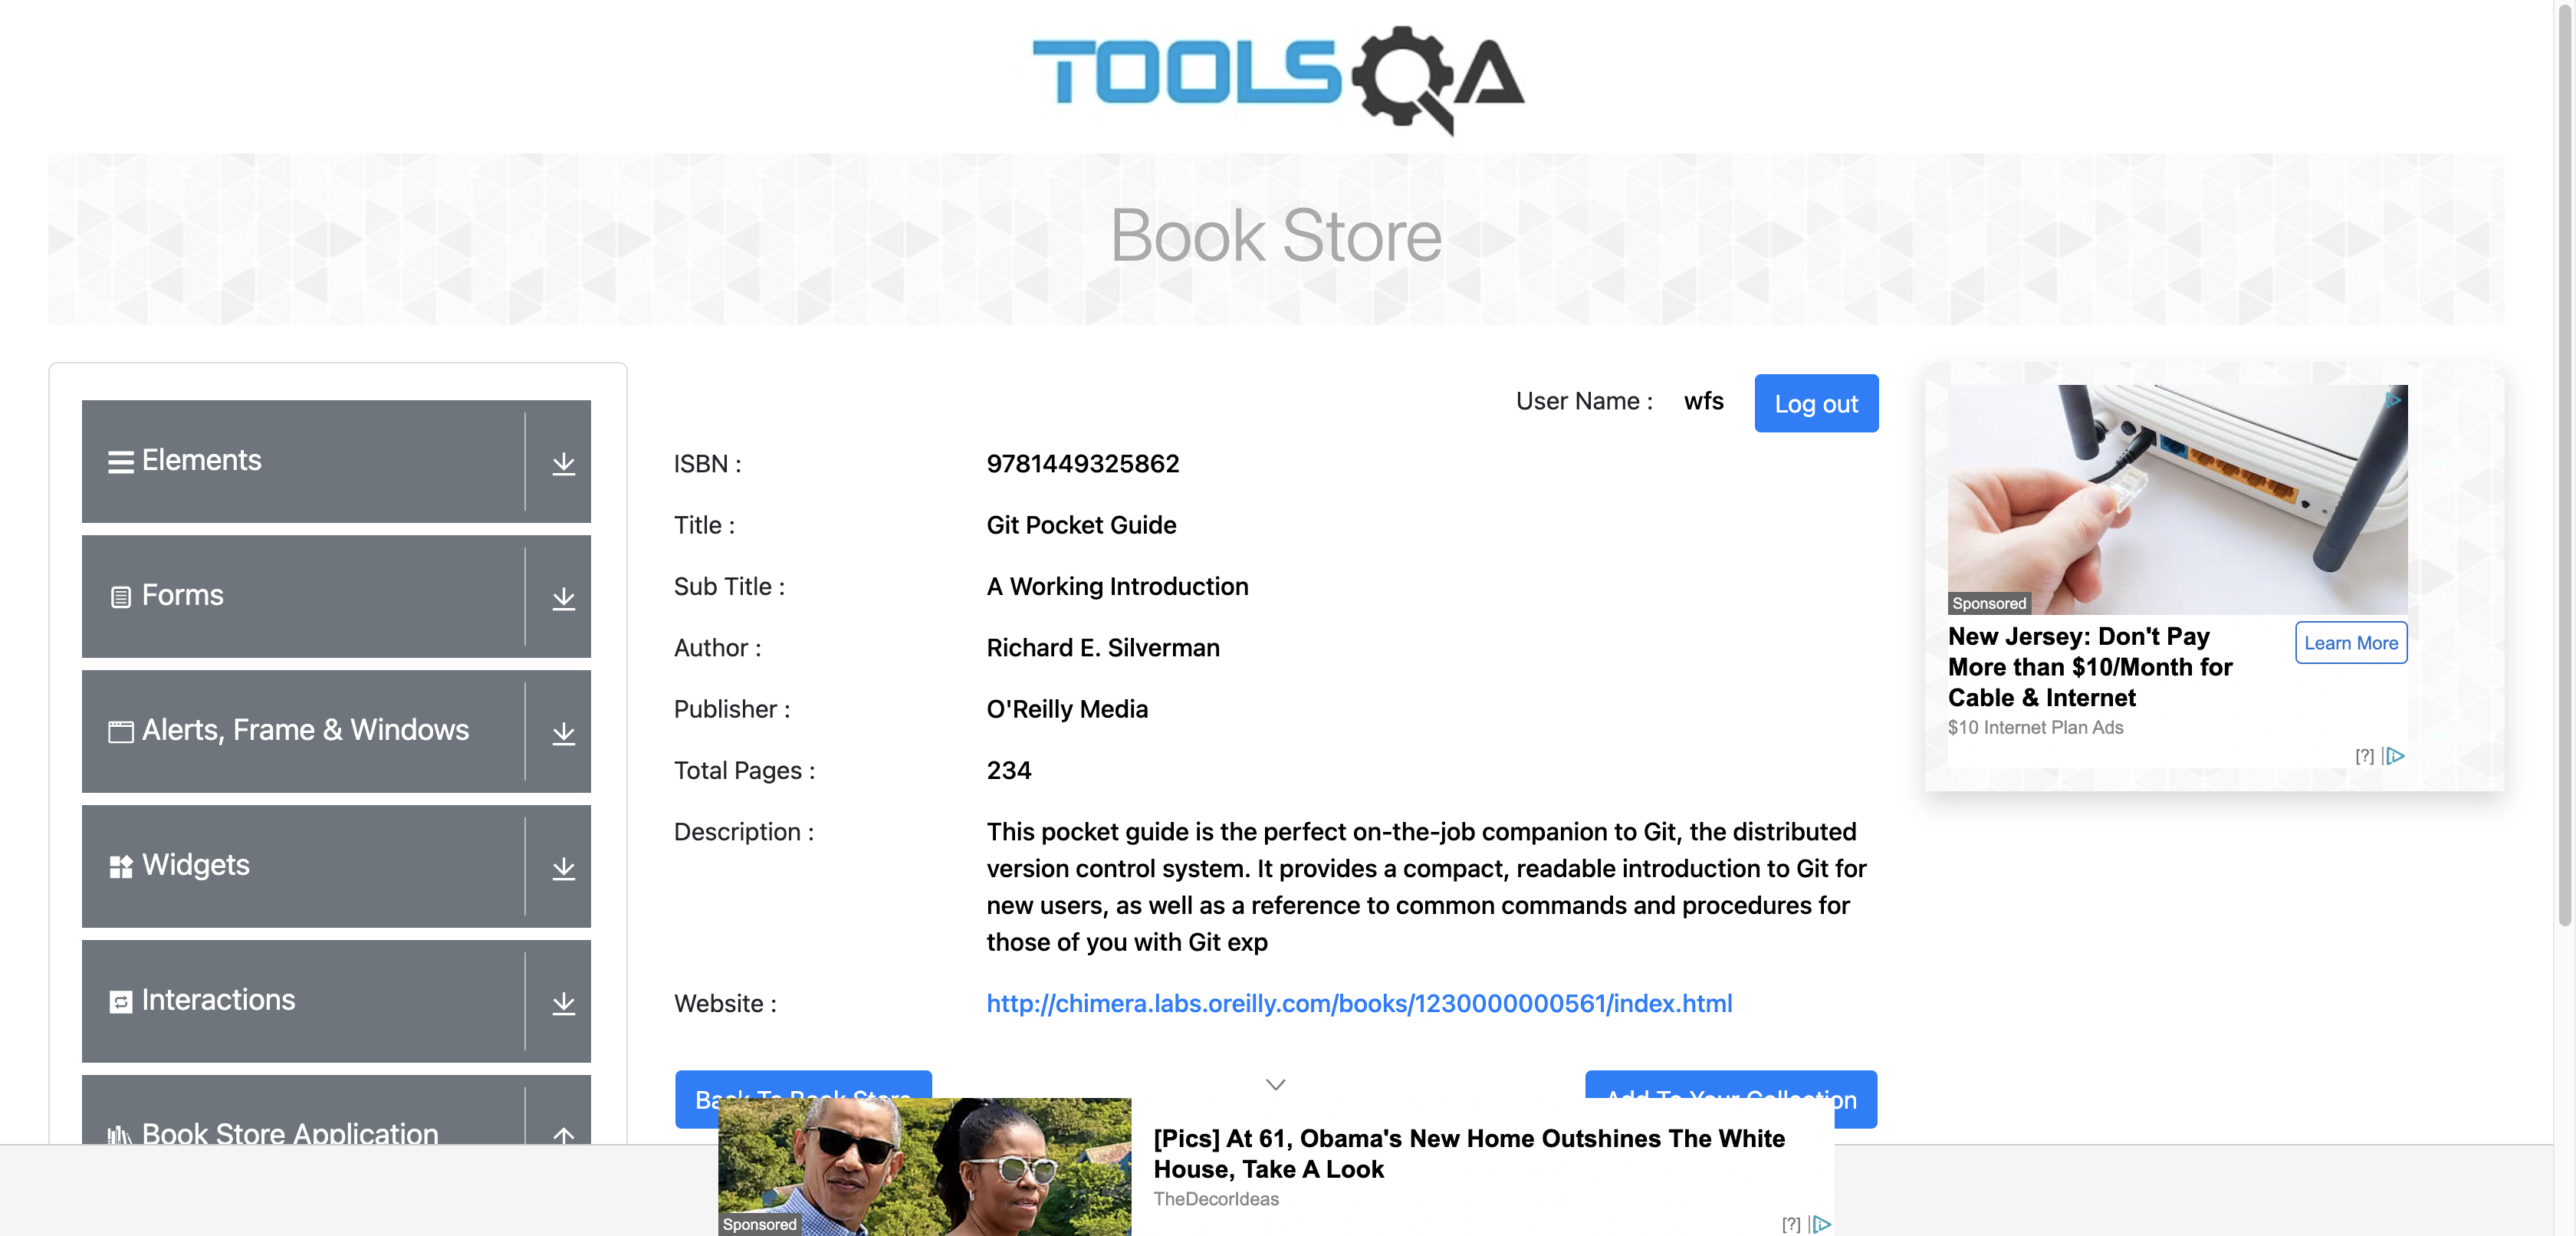 TOOLSQA
Book Store
User Name : wfs Log out
Elements
Forms
Alerts, Frame & Windows
Widgets
Interactions
Book Store Application
ISBN : 9781449325862
Title : Git Pocket Guide
Sub Title : A Working Introduction
Author : Richard E. Silverman
Publisher : O'Reilly Media
Total Pages : 234
Description : This pocket guide is the perfect on-the-job companion to Git, the distributed
version control system. It provides a compact, readable introduction to Git for
new users, as well as a reference to common commands and procedures for
those of you with Git exp
Website : http://chimera.labs.oreilly.com/books/1230000000561/index.html
Back To Book Store Add To Your Collection
Sponsored
New Jersey: Don't Pay
More than $10/Month for
Cable & Internet
Learn More
$10 Internet Plan Ads
[?]
[Pics] At 61, Obama's New Home Outshines The White
House, Take A Look
TheDecorIdeas
Sponsored
[?]